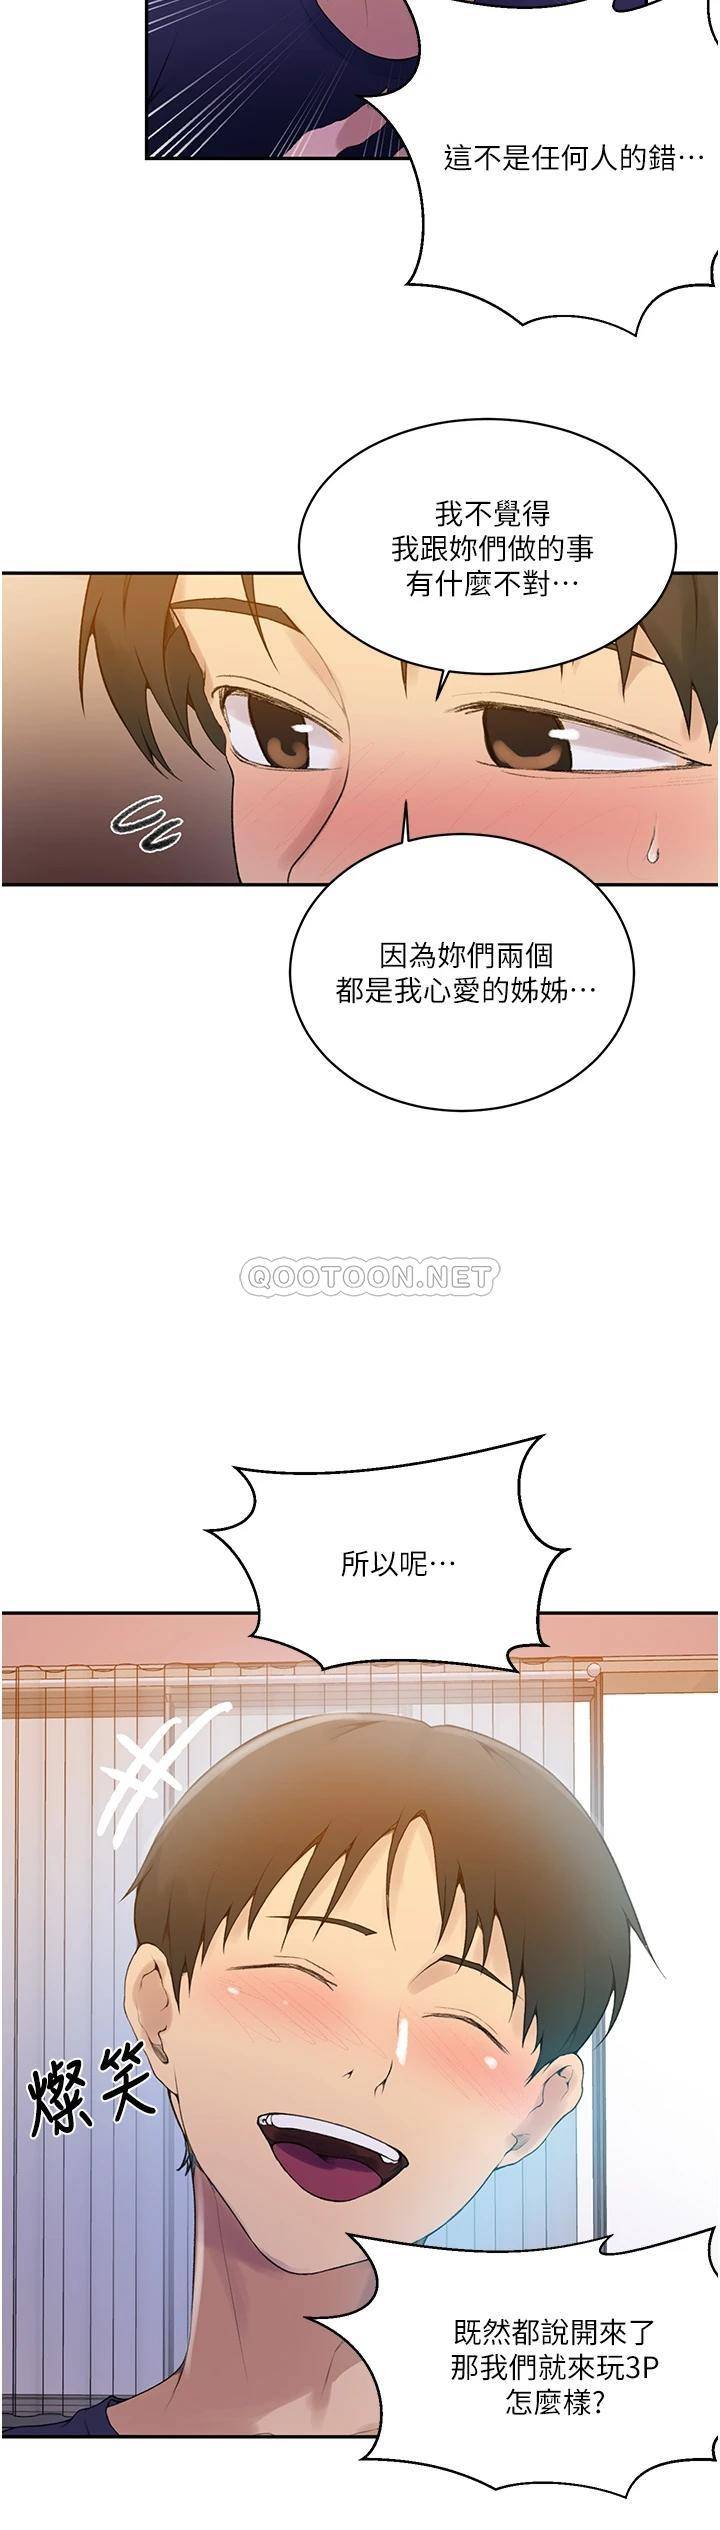 這不是任何人的錯…
我不覺得
我跟妳們做的事
有什麼不對…
因為妳們兩個
都是我心愛的姊姊…
QOOTOON.NET
所以呢…
燦笑
既然都說開來了
那我們就來玩3P
怎麼樣?